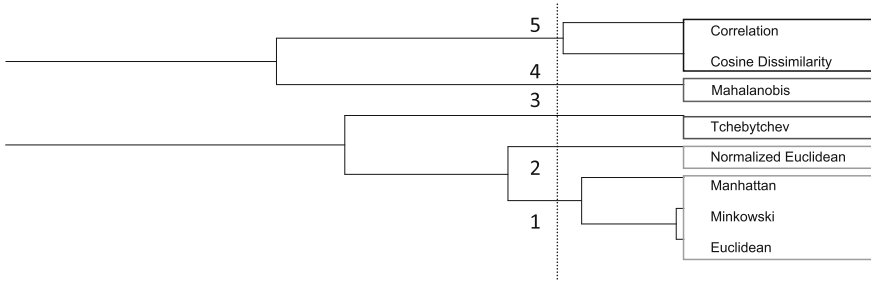 5
Correlation
Cosine Dissimilarity
4
Mahalanobis
3
Tchebytchev
Normalized Euclidean
2
Manhattan
Minkowski
1
Euclidean